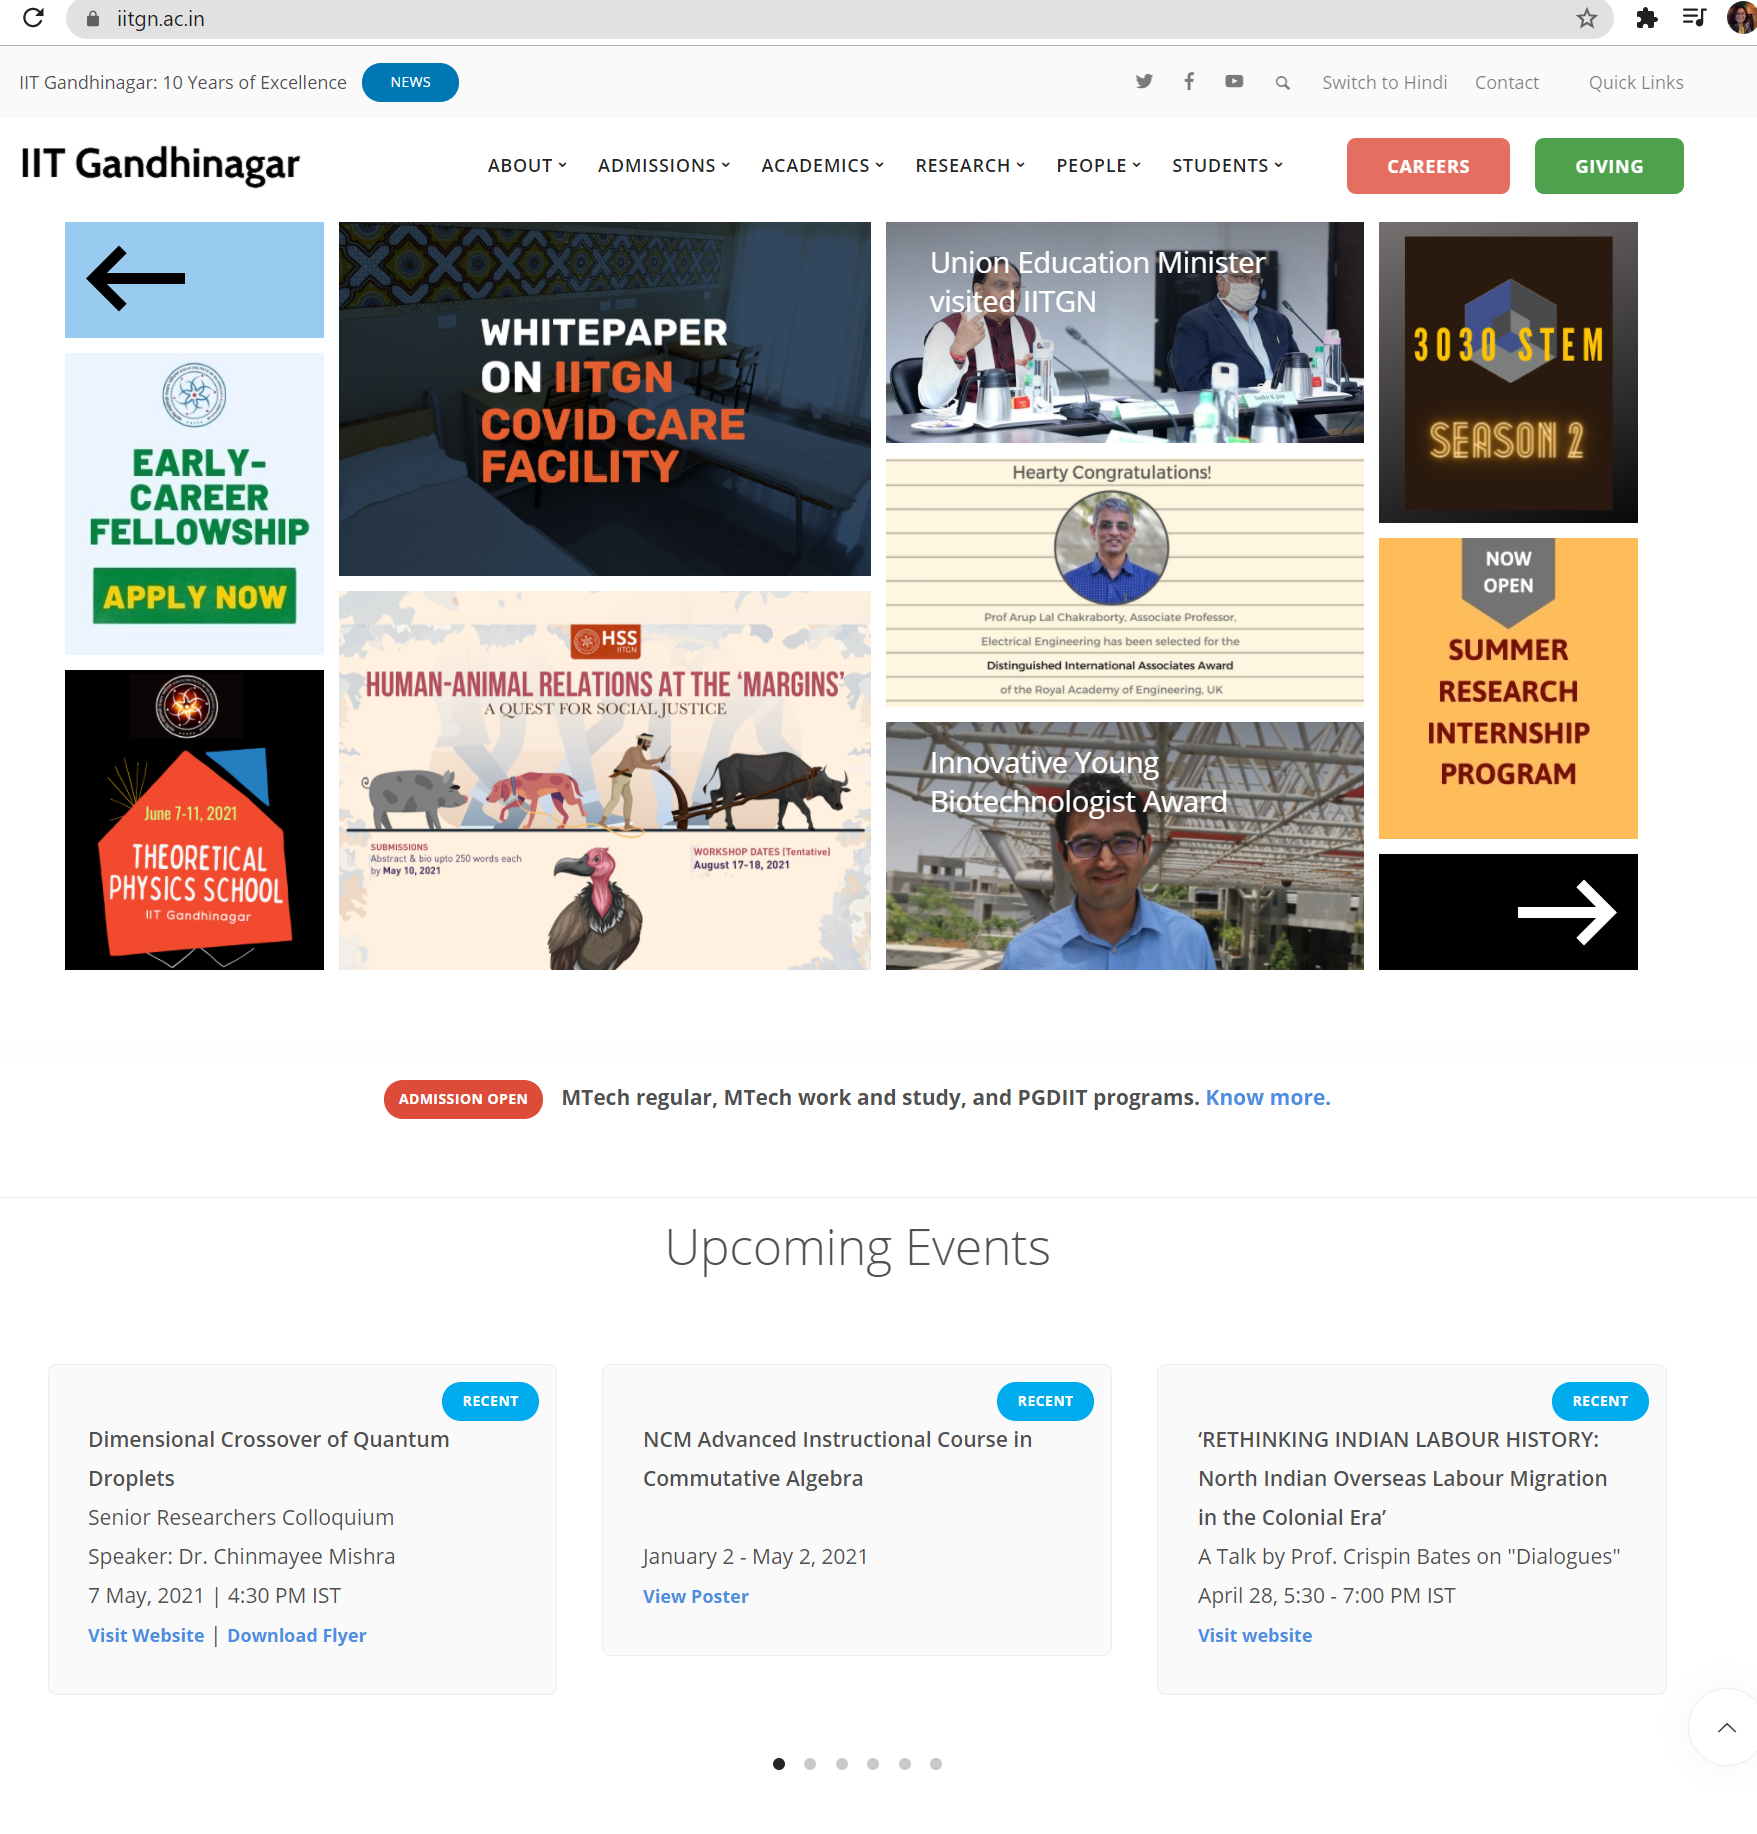 iitgn.ac.in
IIT Gandhinagar: 10 Years of Excellence NEWS Switch to Hindi Contact Quick Links
IIT Gandhinagar ABOUT ADMISSIONS ACADEMICS RESEARCH PEOPLE STUDENTS CAREERS GIVING
EARLY-
CAREER
FELLOWSHIP
APPLY NOW
June 7-11, 2021
THEORETICAL
PHYSICS SCHOOL
IIT Gandhinagar
WHITEPAPER
ON IITGN
COVID CARE
FACILITY
HSS
IITGN
HUMAN-ANIMAL RELATIONS AT THE ‘MARGINS’
A QUEST FOR SOCIAL JUSTICE
SUBMISSIONS
Abstract & bio upto 250 words each
by May 10, 2021
WORKSHOP DATES (Tentative)
August 17-18, 2021
Union Education Minister
visited IITGN
Hearty Congratulations!
Prof Arup Lal Chakraborty, Associate Professor,
Electrical Engineering has been selected for the
Distinguished International Associates Award
of the Royal Academy of Engineering, UK
Innovative Young
Biotechnologist Award
3030 STEM
SEASON 2
NOW
OPEN
SUMMER
RESEARCH
INTERNSHIP
PROGRAM
ADMISSION OPEN MTech regular, MTech work and study, and PGDIIT programs. Know more.
Upcoming Events
RECENT
Dimensional Crossover of Quantum
Droplets
Senior Researchers Colloquium
Speaker: Dr. Chinmayee Mishra
7 May, 2021 | 4:30 PM IST
Visit Website | Download Flyer
RECENT
NCM Advanced Instructional Course in
Commutative Algebra
January 2 - May 2, 2021
View Poster
RECENT
‘RETHINKING INDIAN LABOUR HISTORY:
North Indian Overseas Labour Migration
in the Colonial Era’
A Talk by Prof. Crispin Bates on "Dialogues"
April 28, 5:30 - 7:00 PM IST
Visit website